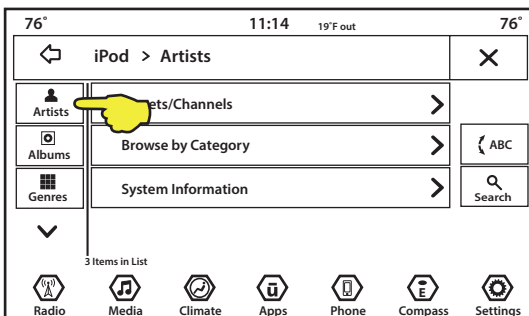 76° 11:14 19°F out 76°
iPod > Artists
Artists
ets/Channels
Albums
Browse by Category
ABC
Genres
System Information
Search
3 Items in List
Radio Media Climate Apps Phone Compass Settings
ū
E